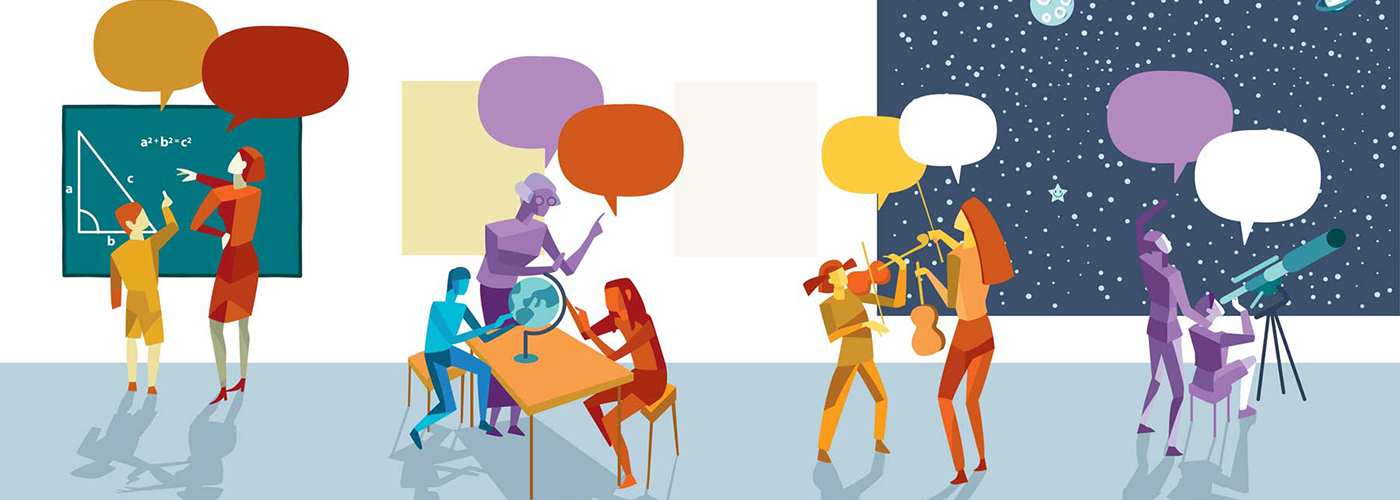 a² + b² = c²
a
c
b